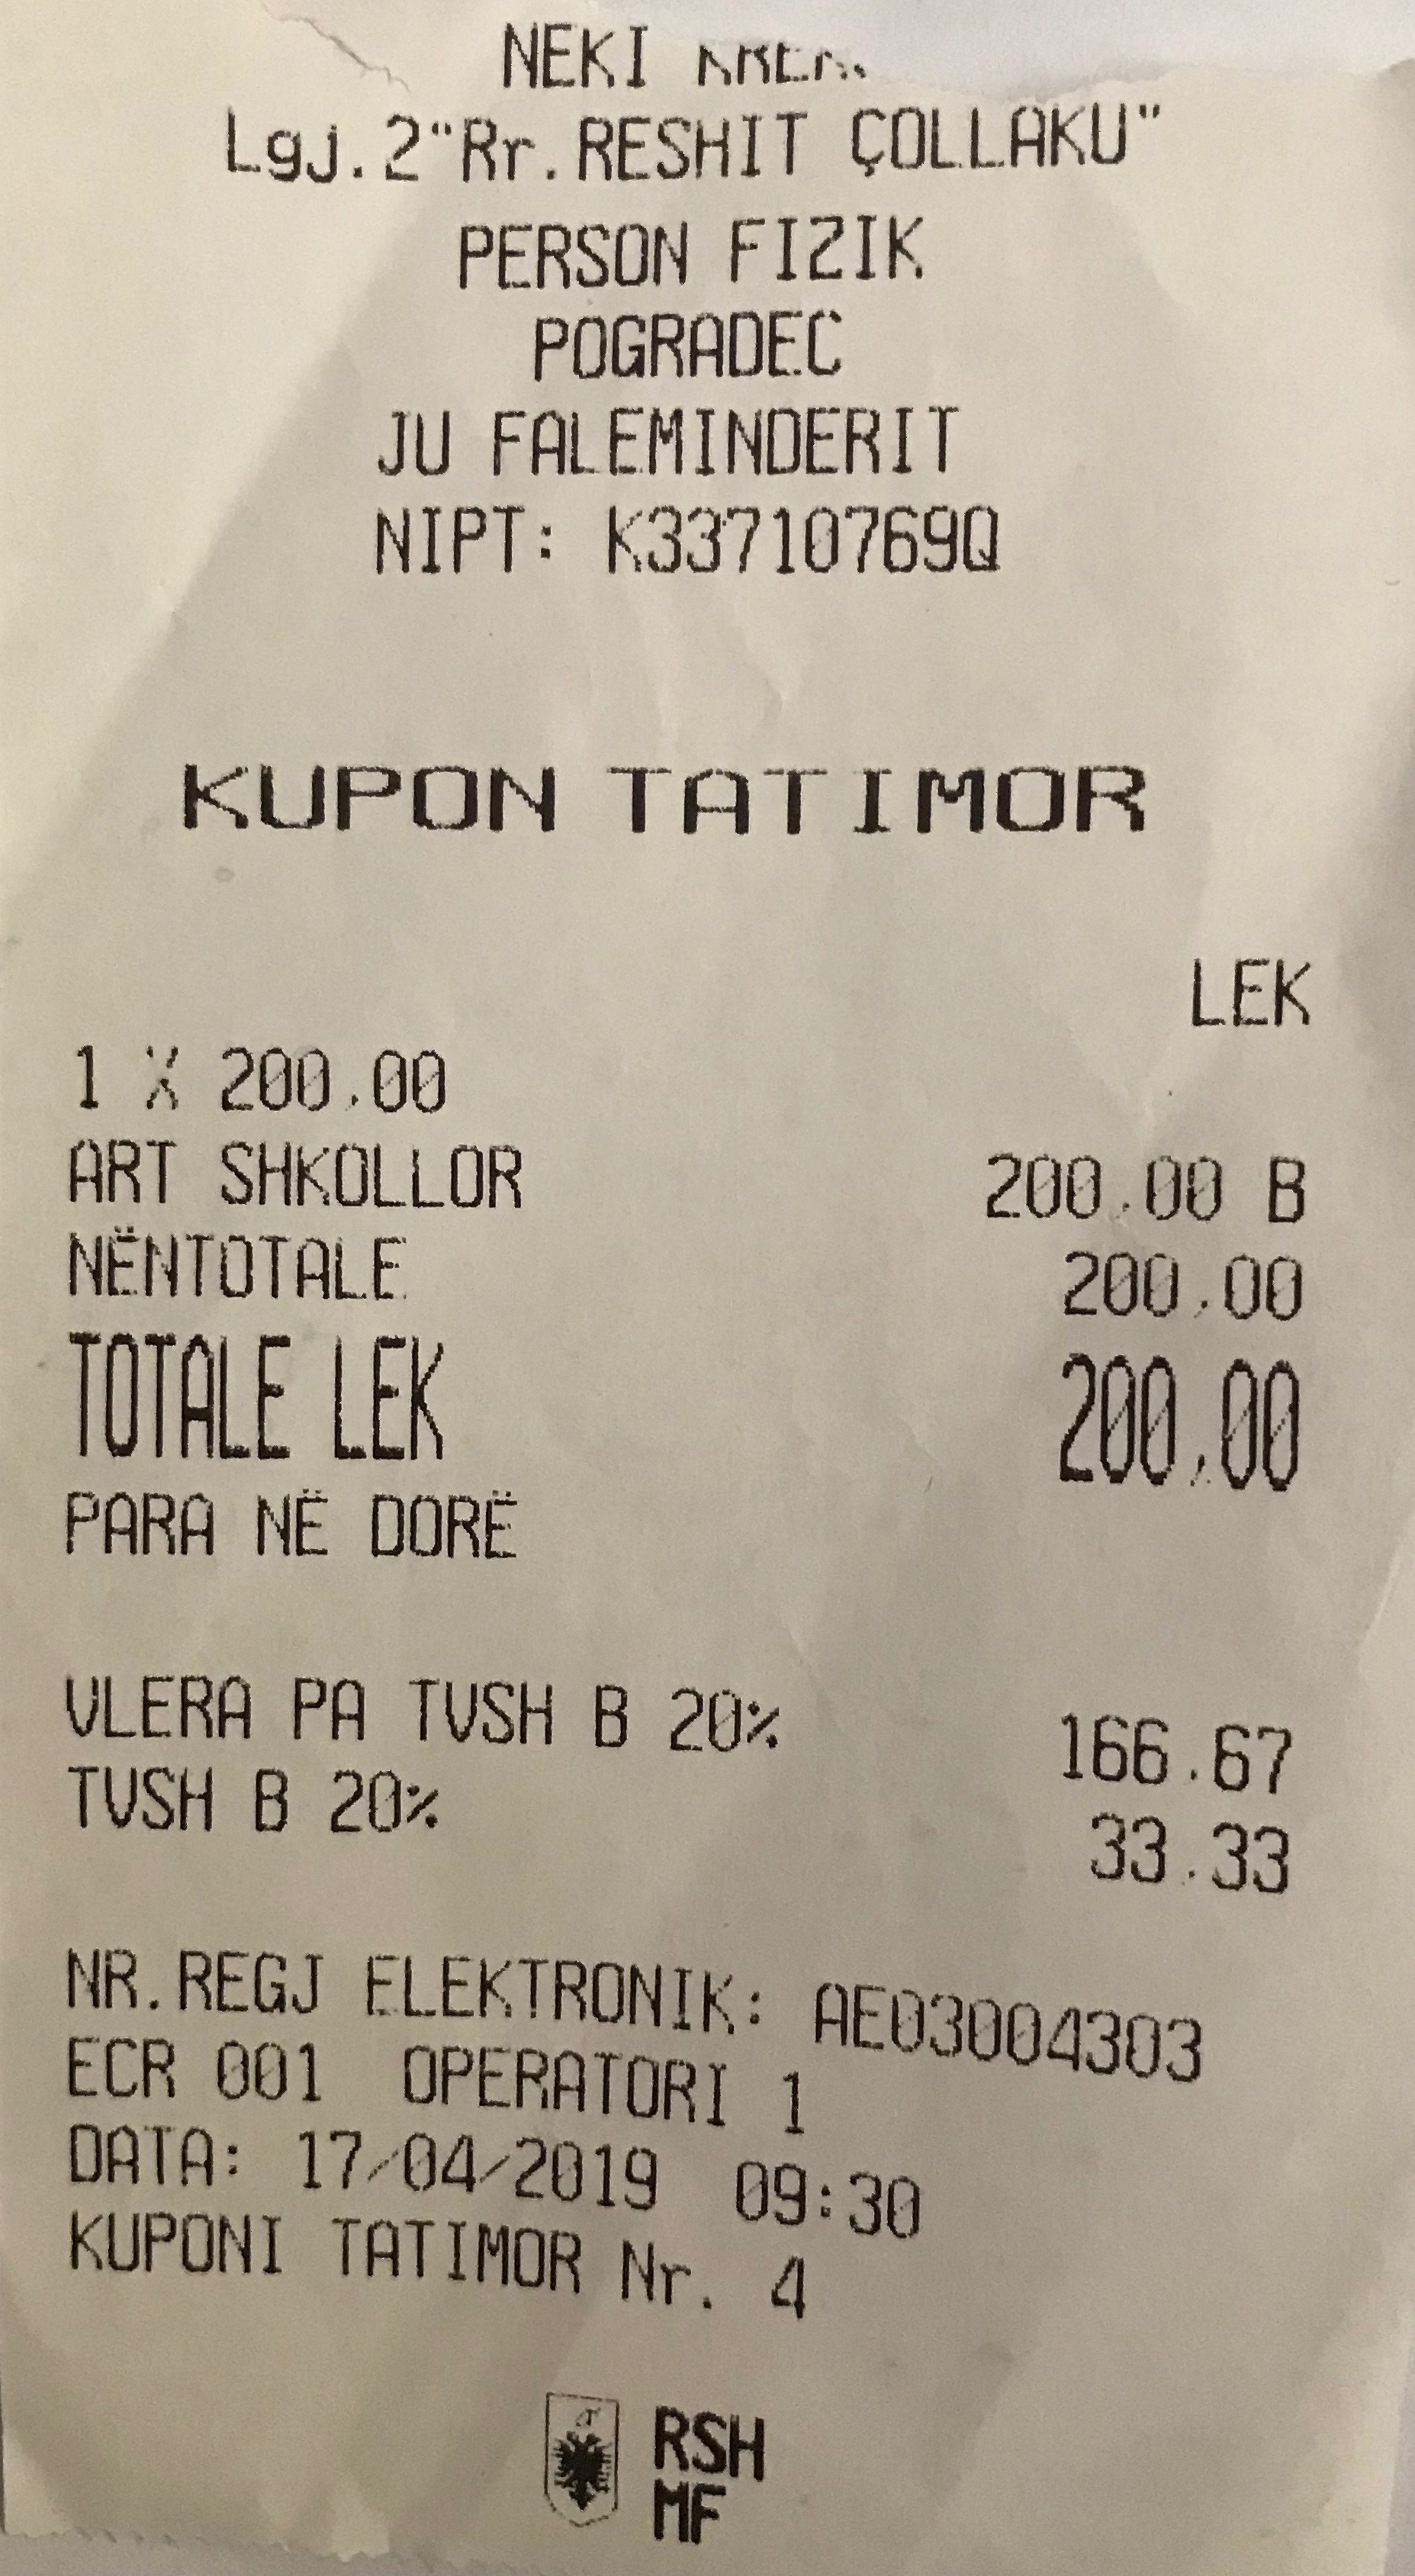 NEKI
Lgj.2"Rr.RESHIT ÇOLLAKU"
PERSON FIZIK
POGRADEC
JU FALEMINDERIT
NIPT: K33710769Q
KUPON TATIMOR
LEK
1 X 200.00
ART SHKOLLOR 200.00 B
NËNTOTALE 200.00
TOTALE LEK 200.00
PARA NË DORË
VLERA PA TVSH B 20% 166.67
TVSH B 20% 33.33
NR.REGJ ELEKTRONIK: AE03004303
ECR 001 OPERATORI 1
DATA: 17/04/2019 09:30
KUPONI TATIMOR Nr. 4
RSH
MF